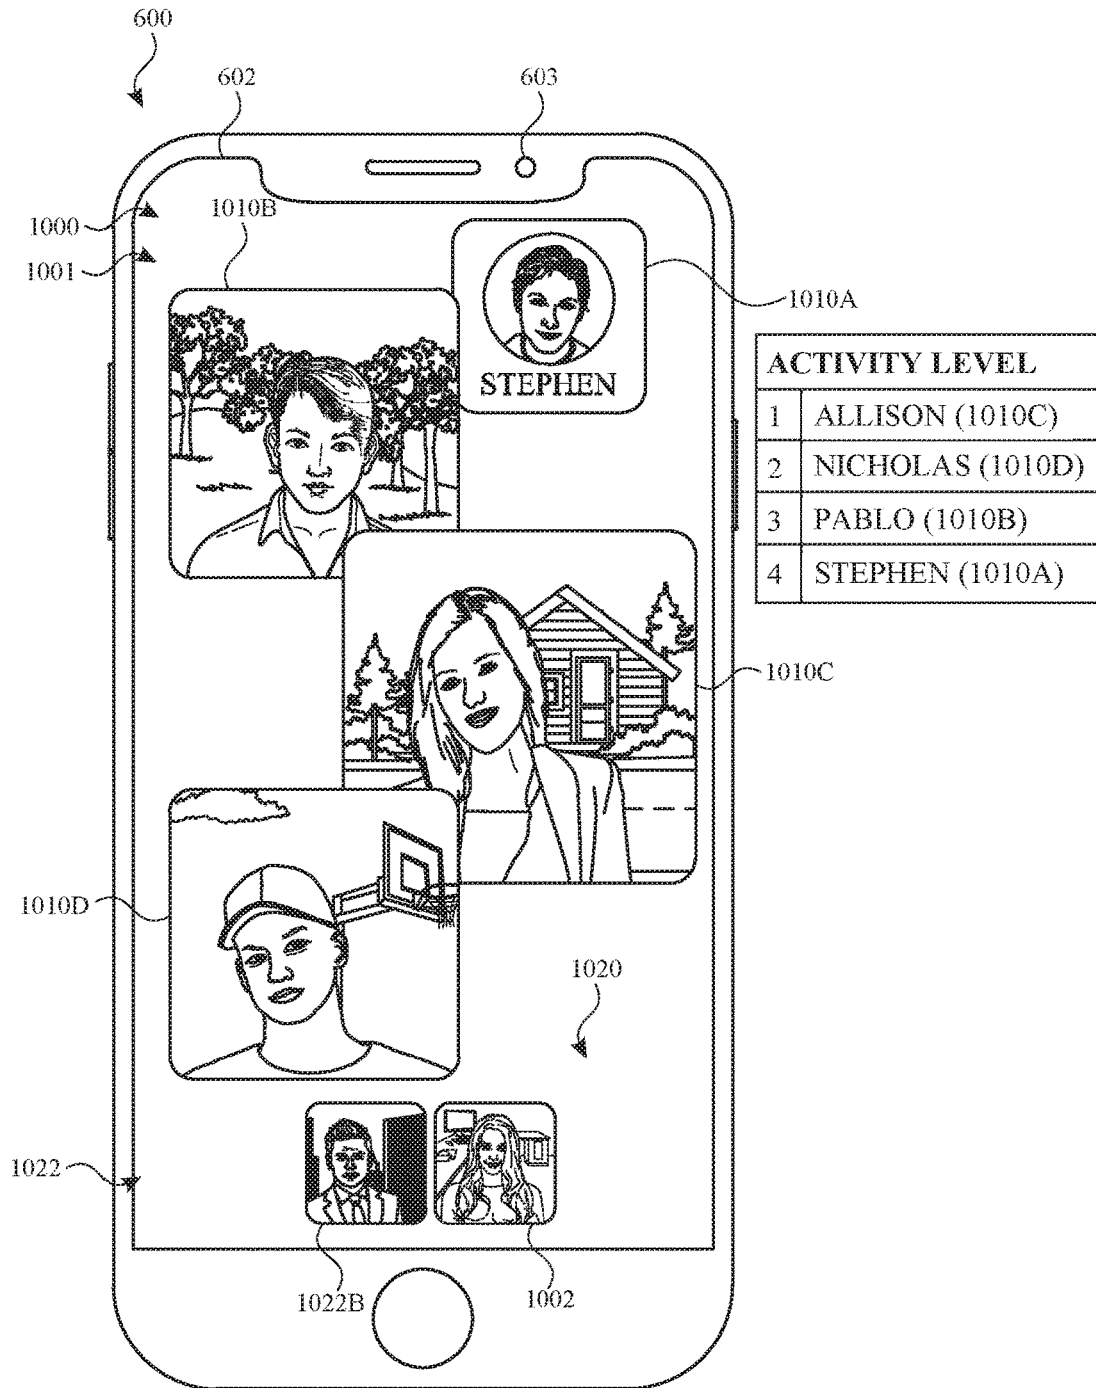 600
602
603
1000
1010B
1001
1010A
STEPHEN
ACTIVITY LEVEL
1 ALLISON (1010C)
2 NICHOLAS (1010D)
3 PABLO (1010B)
4 STEPHEN (1010A)
1010C
1010D
1020
1022
1022B
1002